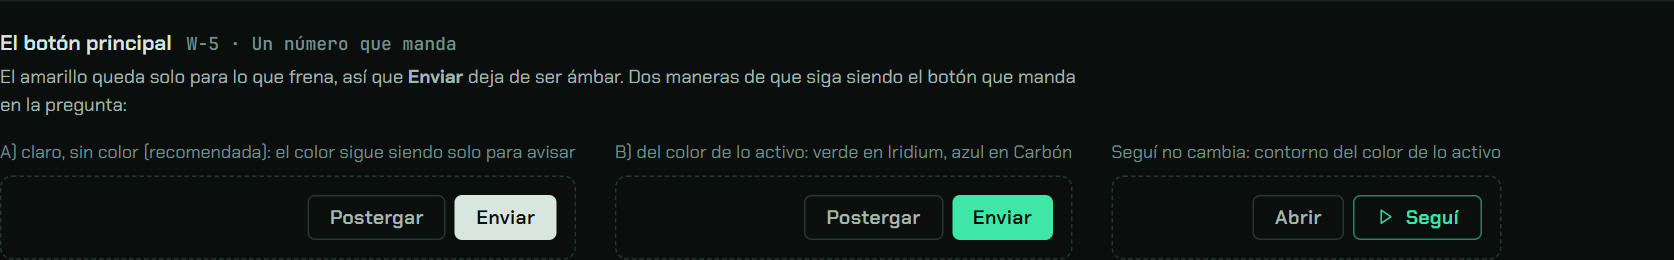 El botón principal W-5 · Un número que manda
El amarillo queda solo para lo que frena, así que Enviar deja de ser ámbar. Dos maneras de que siga siendo el botón que manda
en la pregunta:
A) claro, sin color (recomendada): el color sigue siendo solo para avisar
Postergar Enviar
B) del color de lo activo: verde en Iridium, azul en Carbón
Postergar Enviar
Seguí no cambia: contorno del color de lo activo
Abrir Seguí